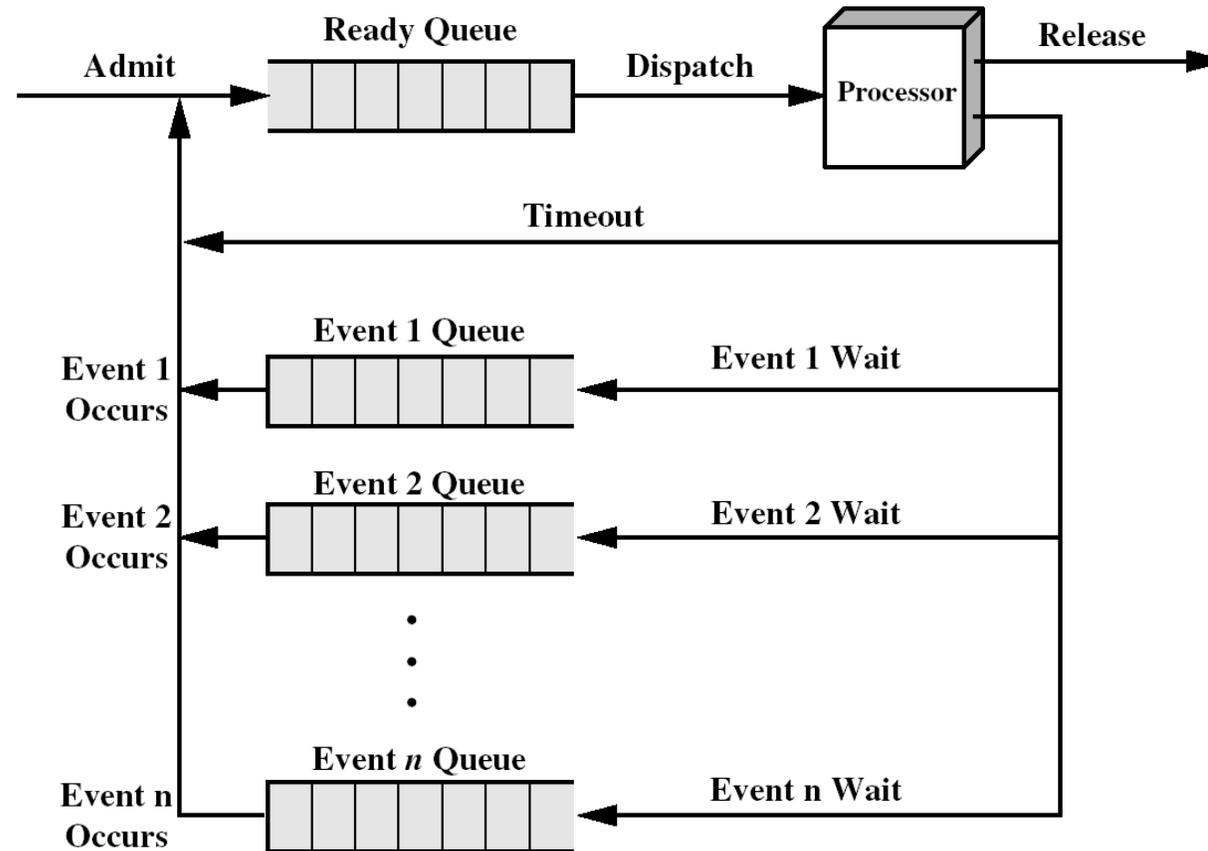 Ready Queue
Release
Admit
Dispatch
Processor
Timeout
Event 1 Queue
Event 1 Wait
Event 1
Occurs
Event 2 Queue
Event 2 Wait
Event 2
Occurs
Event n Queue
Event n Wait
Event n
Occurs